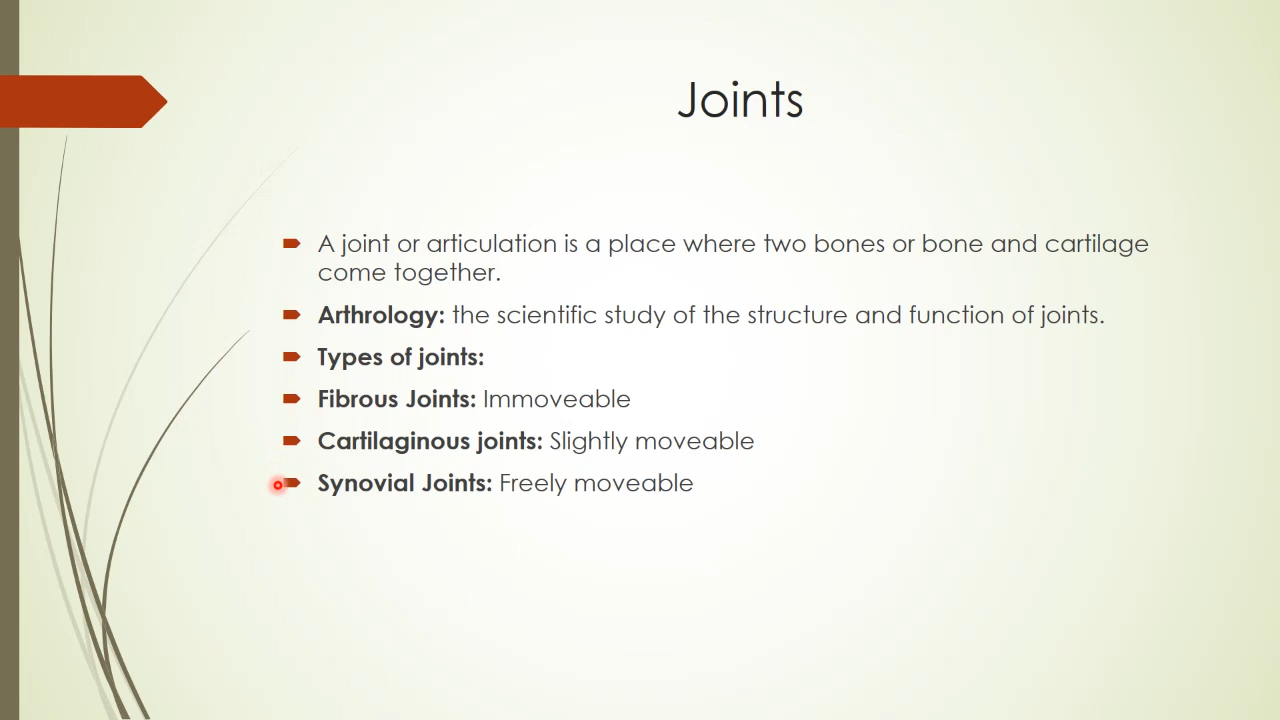 Joints
A joint or articulation is a place where two bones or bone and cartilage
come together.
Arthrology: the scientific study of the structure and function of joints.
Types of joints:
Fibrous Joints: Immoveable
Cartilaginous joints: Slightly moveable
Synovial Joints: Freely moveable